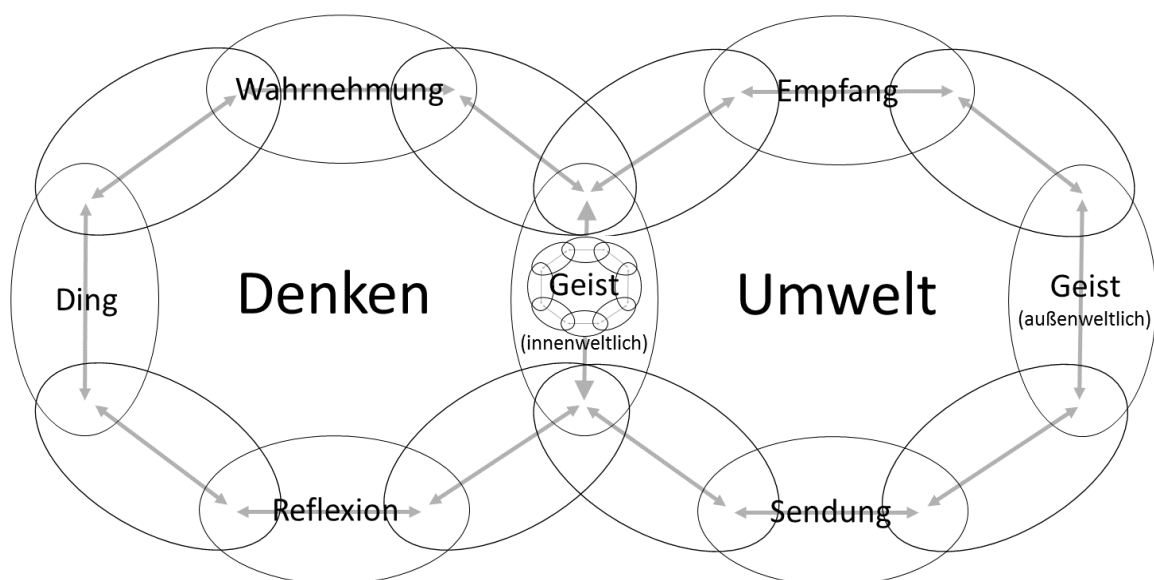 Wahrnehmung
Empfang
Ding
Denken
Geist
(innenweltlich)
Umwelt
Geist
(außenweltlich)
Reflexion
Sendung